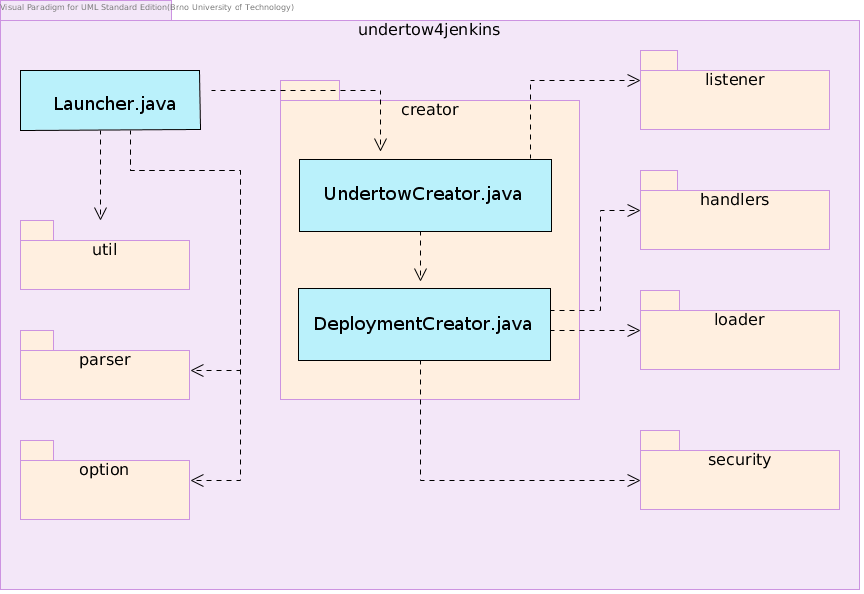 Visual Paradigm for UML Standard Edition(Brno University of Technology)
undertow4jenkins
Launcher.java
creator
listener
UndertowCreator.java
handlers
util
DeploymentCreator.java
loader
parser
option
security